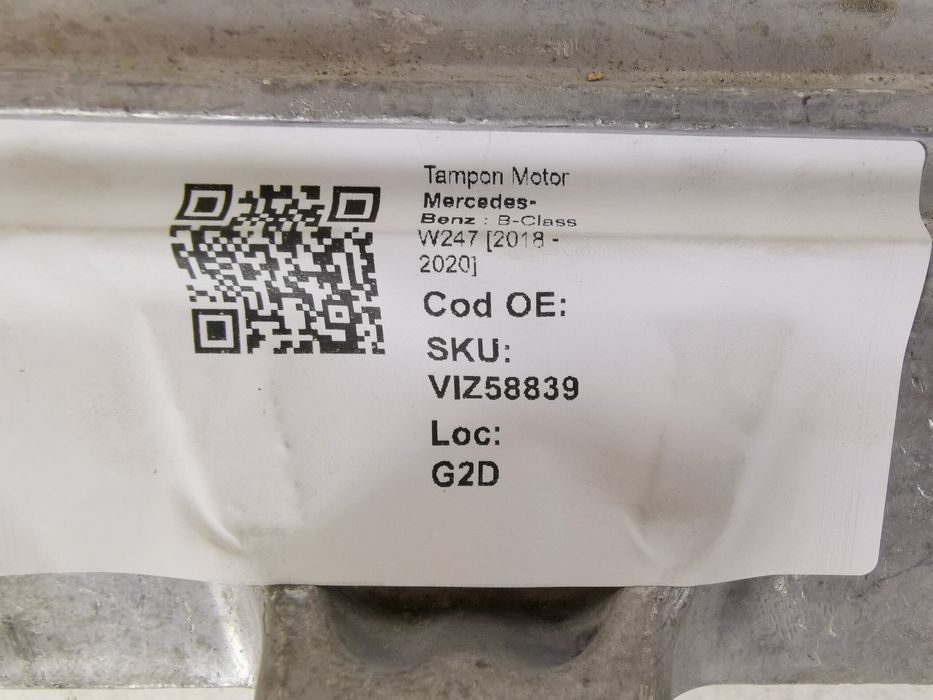 Tampon Motor
Mercedes-
Benz : B-Class
W247 [2018 -
2020]
Cod OE:
SKU:
VIZ58839
Loc:
G2D